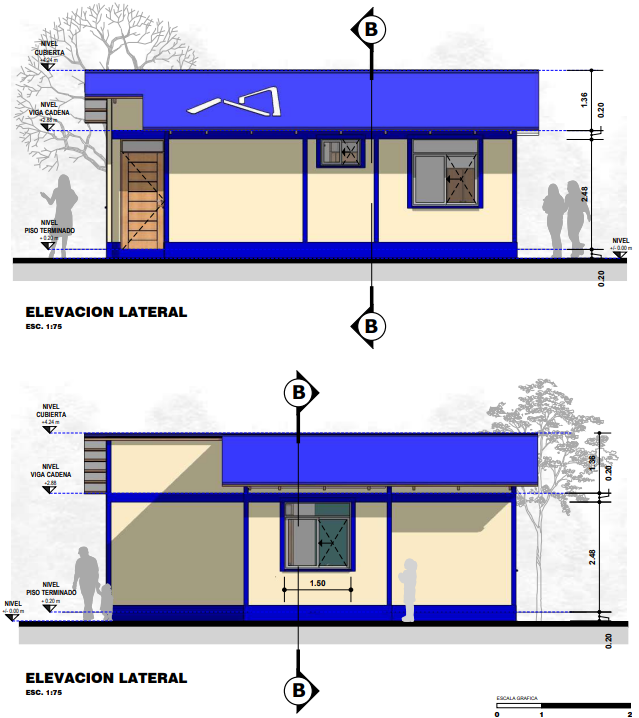 B
NIVEL
CUBIERTA
+4.24 m
NIVEL
VIGA CADENA
+2.88 m
1.36
0.20
2.48
NIVEL
PISO TERMINADO
+ 0.20 m
NIVEL
+/- 0.00 m
0.20
ELEVACION LATERAL
ESC. 1:75
B
B
NIVEL
CUBIERTA
+4.24 m
NIVEL
VIGA CADENA
+2.88
1.36
0.20
2.48
1.50
NIVEL
PISO TERMINADO
+ 0.20 m
NIVEL
+/- 0.00 m
0.20
ELEVACION LATERAL
ESC. 1:75
B
ESCALA GRAFICA
0 1 2